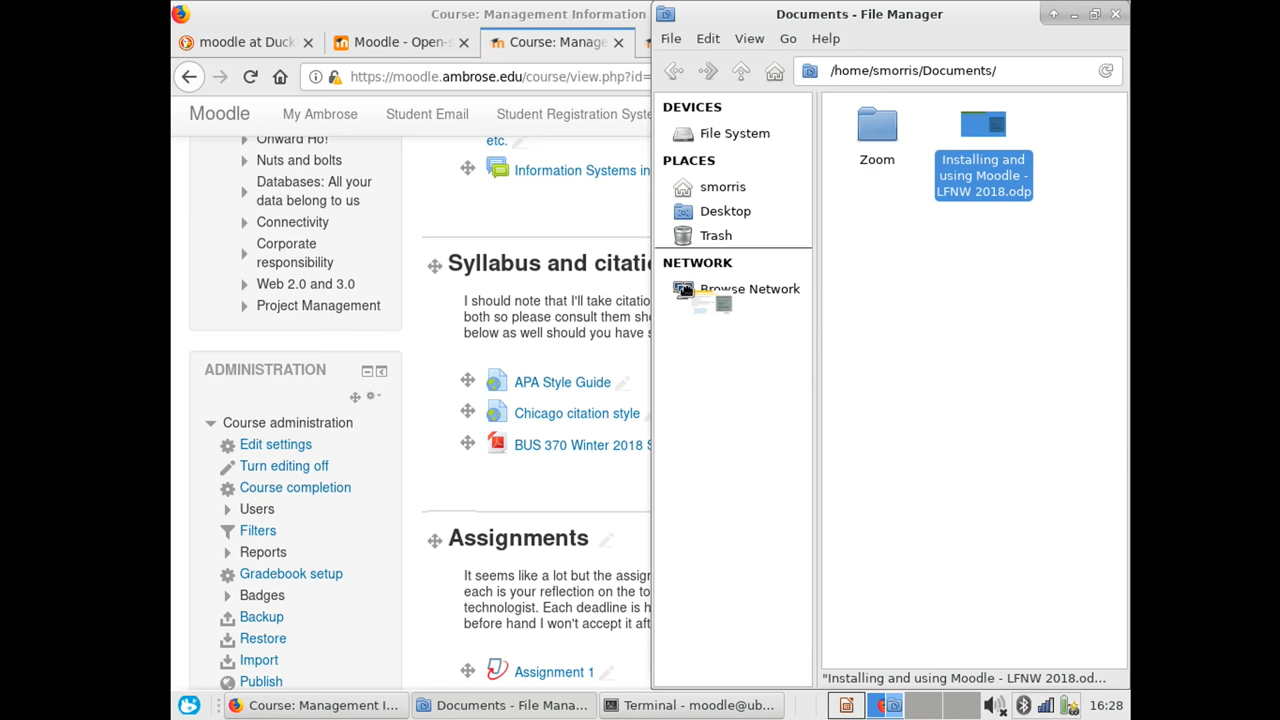 Course: Management Information
Documents - File Manager
moodle at Duck
Moodle - Open-s
Course: Manage
File Edit View Go Help
https://moodle.ambrose.edu/course/view.php?id=
/home/smorris/Documents/
Moodle My Ambrose Student Email Student Registration Syste
Onward Ho!
Nuts and bolts
Databases: All your
data belong to us
Connectivity
Corporate
responsibility
Web 2.0 and 3.0
Project Management
ADMINISTRATION
Course administration
Edit settings
Turn editing off
Course completion
Users
Filters
Reports
Gradebook setup
Badges
Backup
Restore
Import
Publish
etc.
Information Systems in
Syllabus and citatio
I should note that I'll take citatio
both so please consult them sho
below as well should you have s
APA Style Guide
Chicago citation style
BUS 370 Winter 2018 S
Assignments
It seems like a lot but the assign
each is your reflection on the to
technologist. Each deadline is h
before hand I won't accept it aft
Assignment 1
DEVICES
File System
PLACES
smorris
Desktop
Trash
NETWORK
Browse Network
Zoom
Installing and
using Moodle -
LFNW 2018.odp
"Installing and using Moodle - LFNW 2018.od...
Course: Management I...
Documents - File Mana...
Terminal - moodle@ub...
16:28